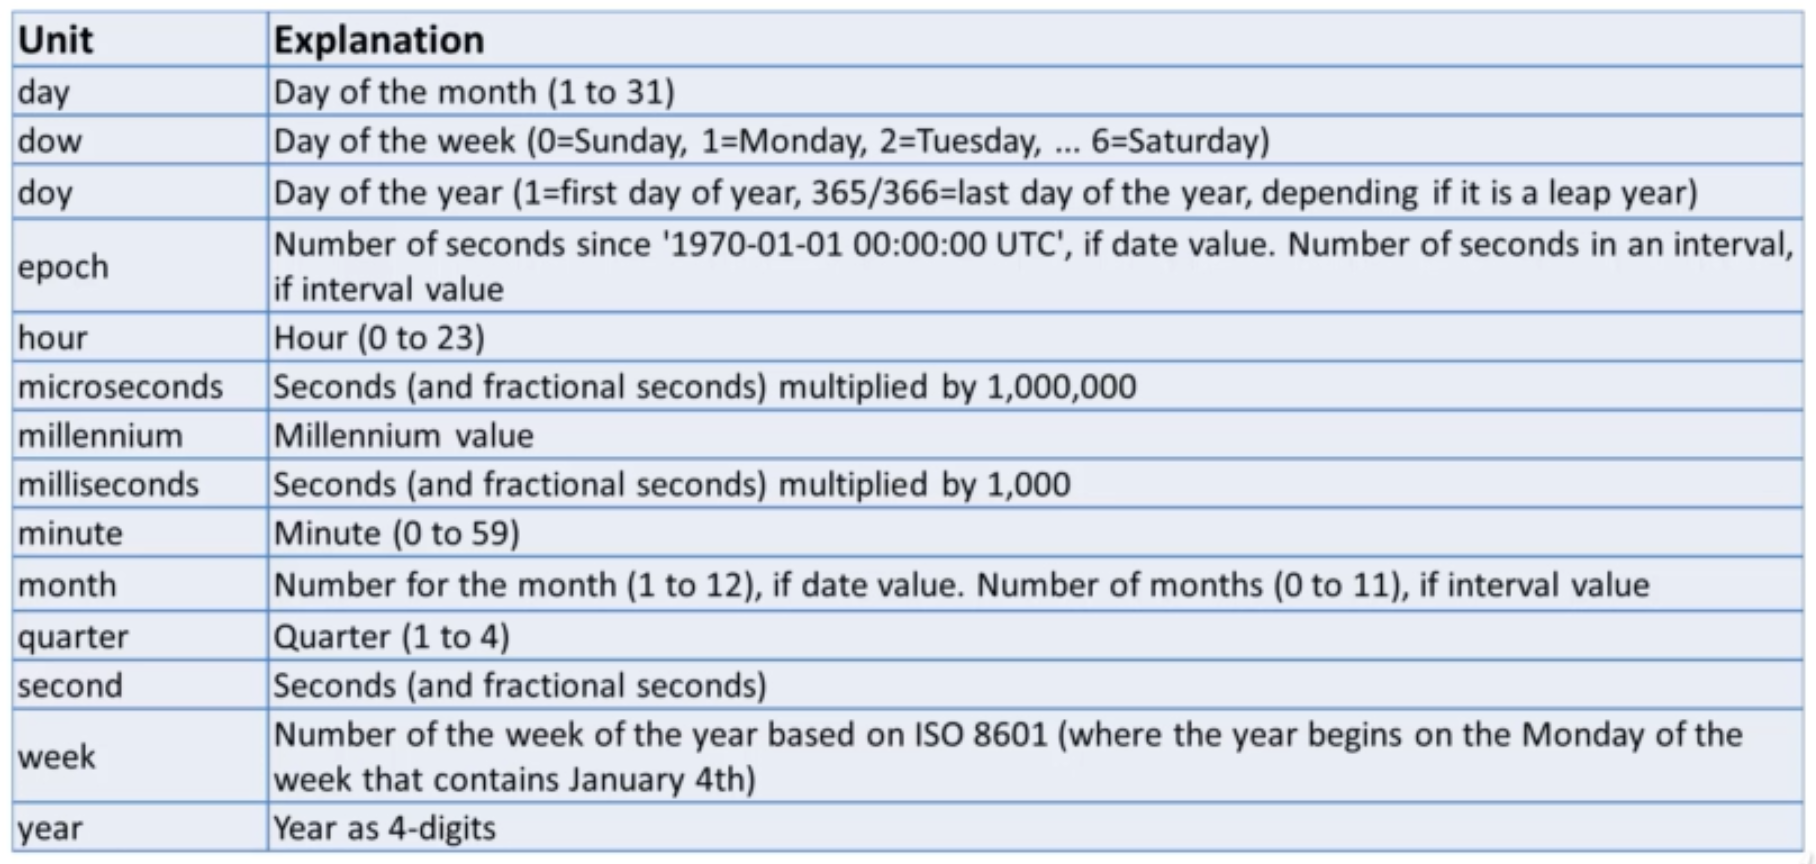 Unit Explanation
day Day of the month (1 to 31)
dow Day of the week (0=Sunday, 1=Monday, 2=Tuesday, ... 6=Saturday)
doy Day of the year (1=first day of year, 365/366=last day of the year, depending if it is a leap year)
epoch Number of seconds since '1970-01-01 00:00:00 UTC', if date value. Number of seconds in an interval,
if interval value
hour Hour (0 to 23)
microseconds Seconds (and fractional seconds) multiplied by 1,000,000
millennium Millennium value
milliseconds Seconds (and fractional seconds) multiplied by 1,000
minute Minute (0 to 59)
month Number for the month (1 to 12), if date value. Number of months (0 to 11), if interval value
quarter Quarter (1 to 4)
second Seconds (and fractional seconds)
week Number of the week of the year based on ISO 8601 (where the year begins on the Monday of the
week that contains January 4th)
year Year as 4-digits